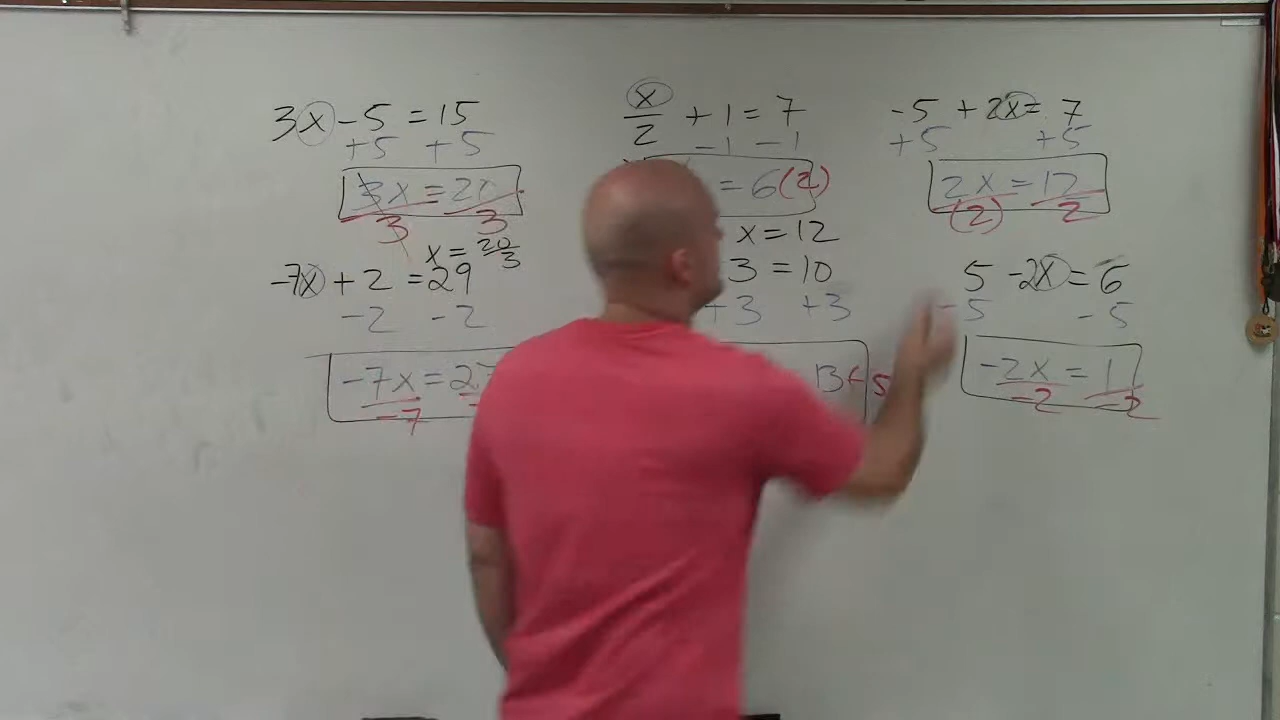 3x - 5 = 15
+5 +5
3x = 20
3 3
x = 20/3
-7x + 2 = 29
-2 -2
-7x = 27
-7
x/2 + 1 = 7
-1 -1
= 6(2)
x = 12
3 = 10
+3 +3
13(-5
-5 + 2x = 7
+5 +5
2x = 12
(2) 2
5 -2x = 6
-5 -5
-2x = 1
-2 -2